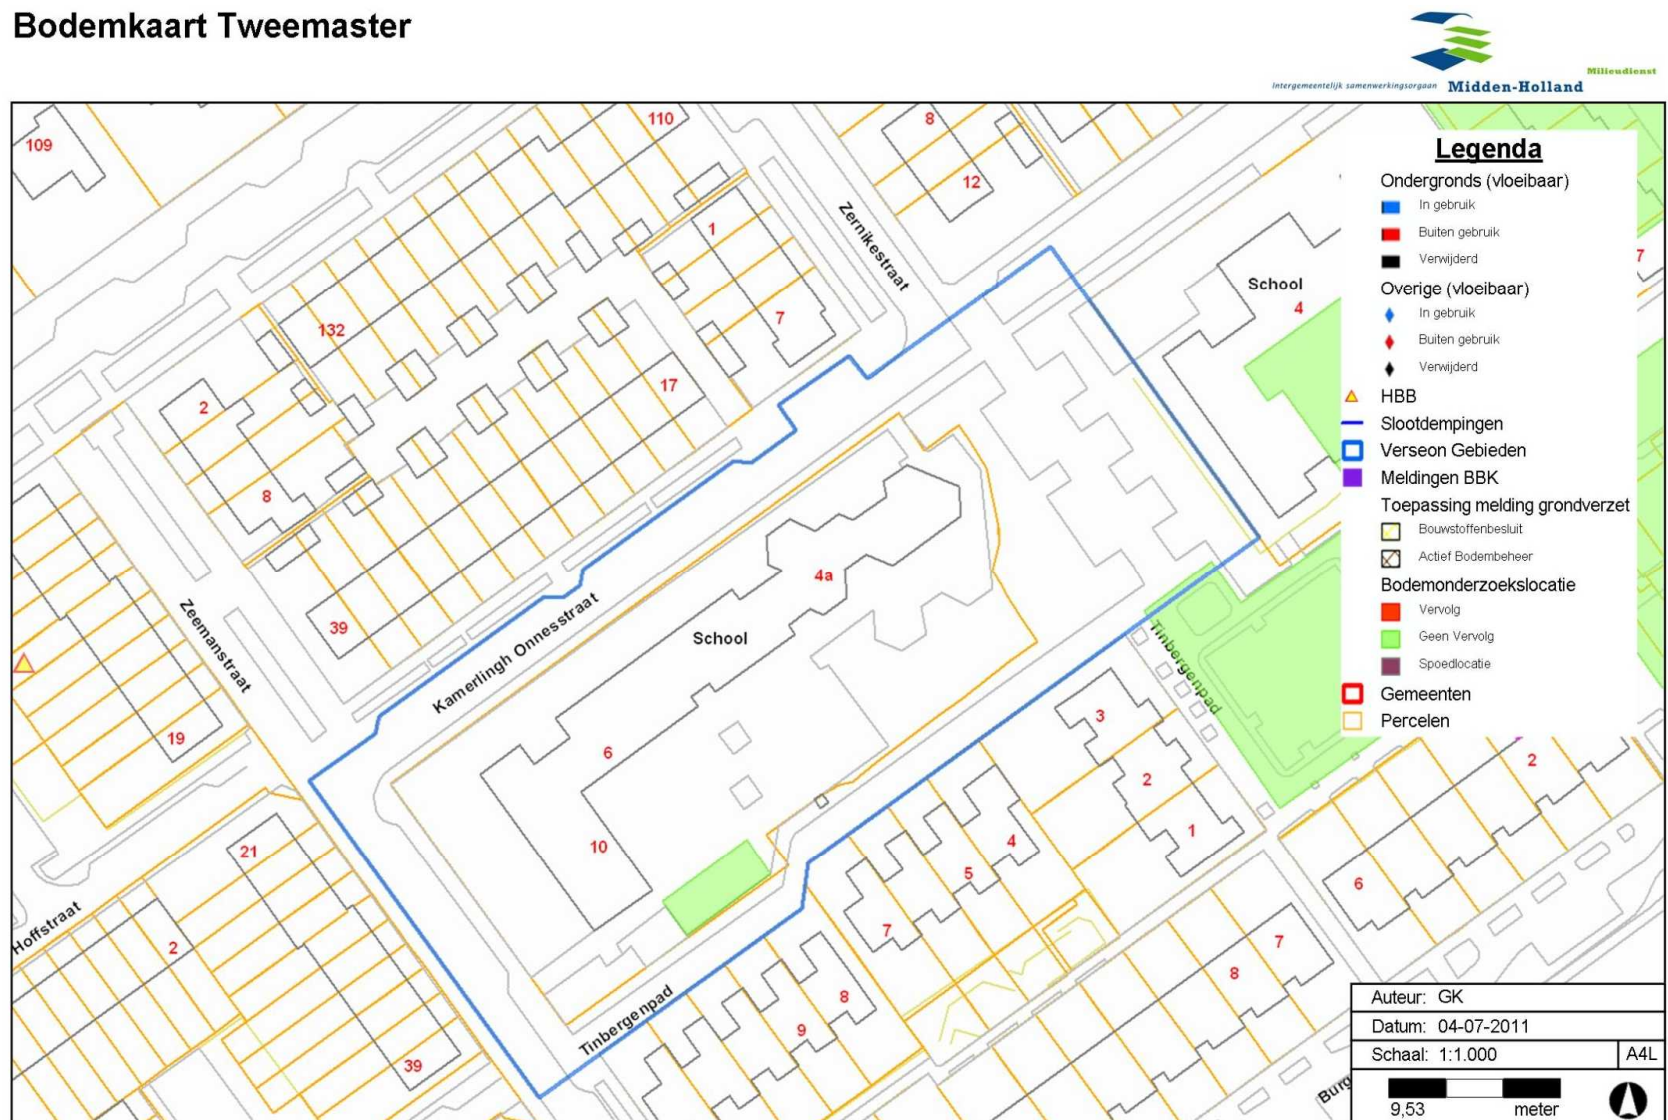 Bodemkaart Tweemaster
Intergemeentelijk samenwerkingsorgaan Midden-Holland Milieudienst
109
110
8
12
1
7
132
2
17
8
39
19
21
2
39
Zernikestraat
Zeemanstraat
Kamerlingh Onnesstraat
Hoffstraat
School
4
School
4a
6
10
Tinbergenpad
Tinbergenpad
3
2
1
4
5
7
8
9
7
8
6
2
7
Burg
Legenda
Ondergronds (vloeibaar)
In gebruik
Buiten gebruik
Verwijderd
Overige (vloeibaar)
In gebruik
Buiten gebruik
Verwijderd
HBB
Slootdempingen
Verseon Gebieden
Meldingen BBK
Toepassing melding grondverzet
Bouwstoffenbesluit
Actief Bodembeheer
Bodemonderzoekslocatie
Vervolg
Geen Vervolg
Spoedlocatie
Gemeenten
Percelen
Auteur: GK
Datum: 04-07-2011
Schaal: 1:1.000 A4L
9,53 meter